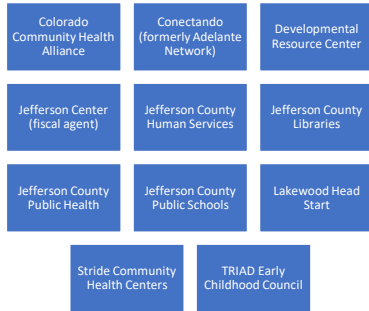 Colorado
Community Health
Alliance
Conectando
(formerly Adelante
Network)
Developmental
Resource Center
Jefferson Center
(fiscal agent)
Jefferson County
Human Services
Jefferson County
Libraries
Jefferson County
Public Health
Jefferson County
Public Schools
Lakewood Head
Start
Stride Community
Health Centers
TRIAD Early
Childhood Council